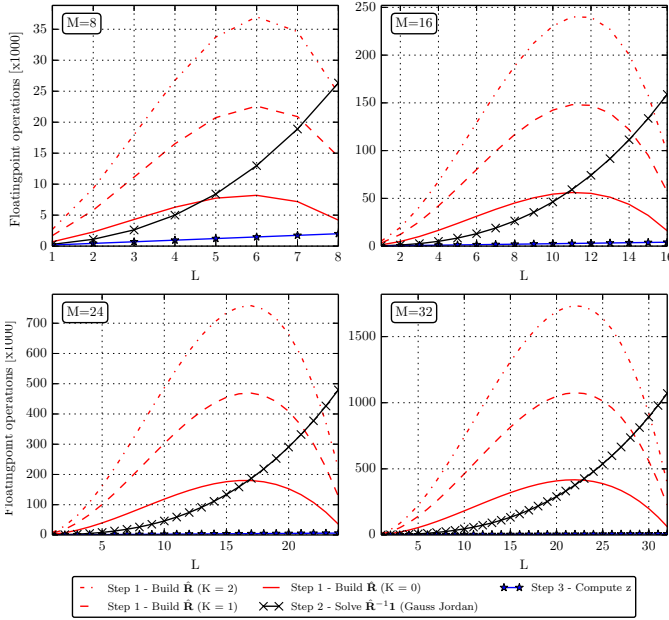 M=8
Floatingpoint operations [x1000]
35
30
25
20
15
10
5
0
1 2 3 4 5 6 7 8
L
M=16
250
200
150
100
50
0
2 4 6 8 10 12 14 16
L
M=24
Floatingpoint operations [x1000]
700
600
500
400
300
200
100
0
5 10 15 20
L
M=32
1500
1000
500
0
5 10 15 20 25 30
L
Step 1 - Build R̂ (K = 2)
Step 1 - Build R̂ (K = 1)
Step 1 - Build R̂ (K = 0)
Step 2 - Solve R̂⁻¹1 (Gauss Jordan)
Step 3 - Compute z